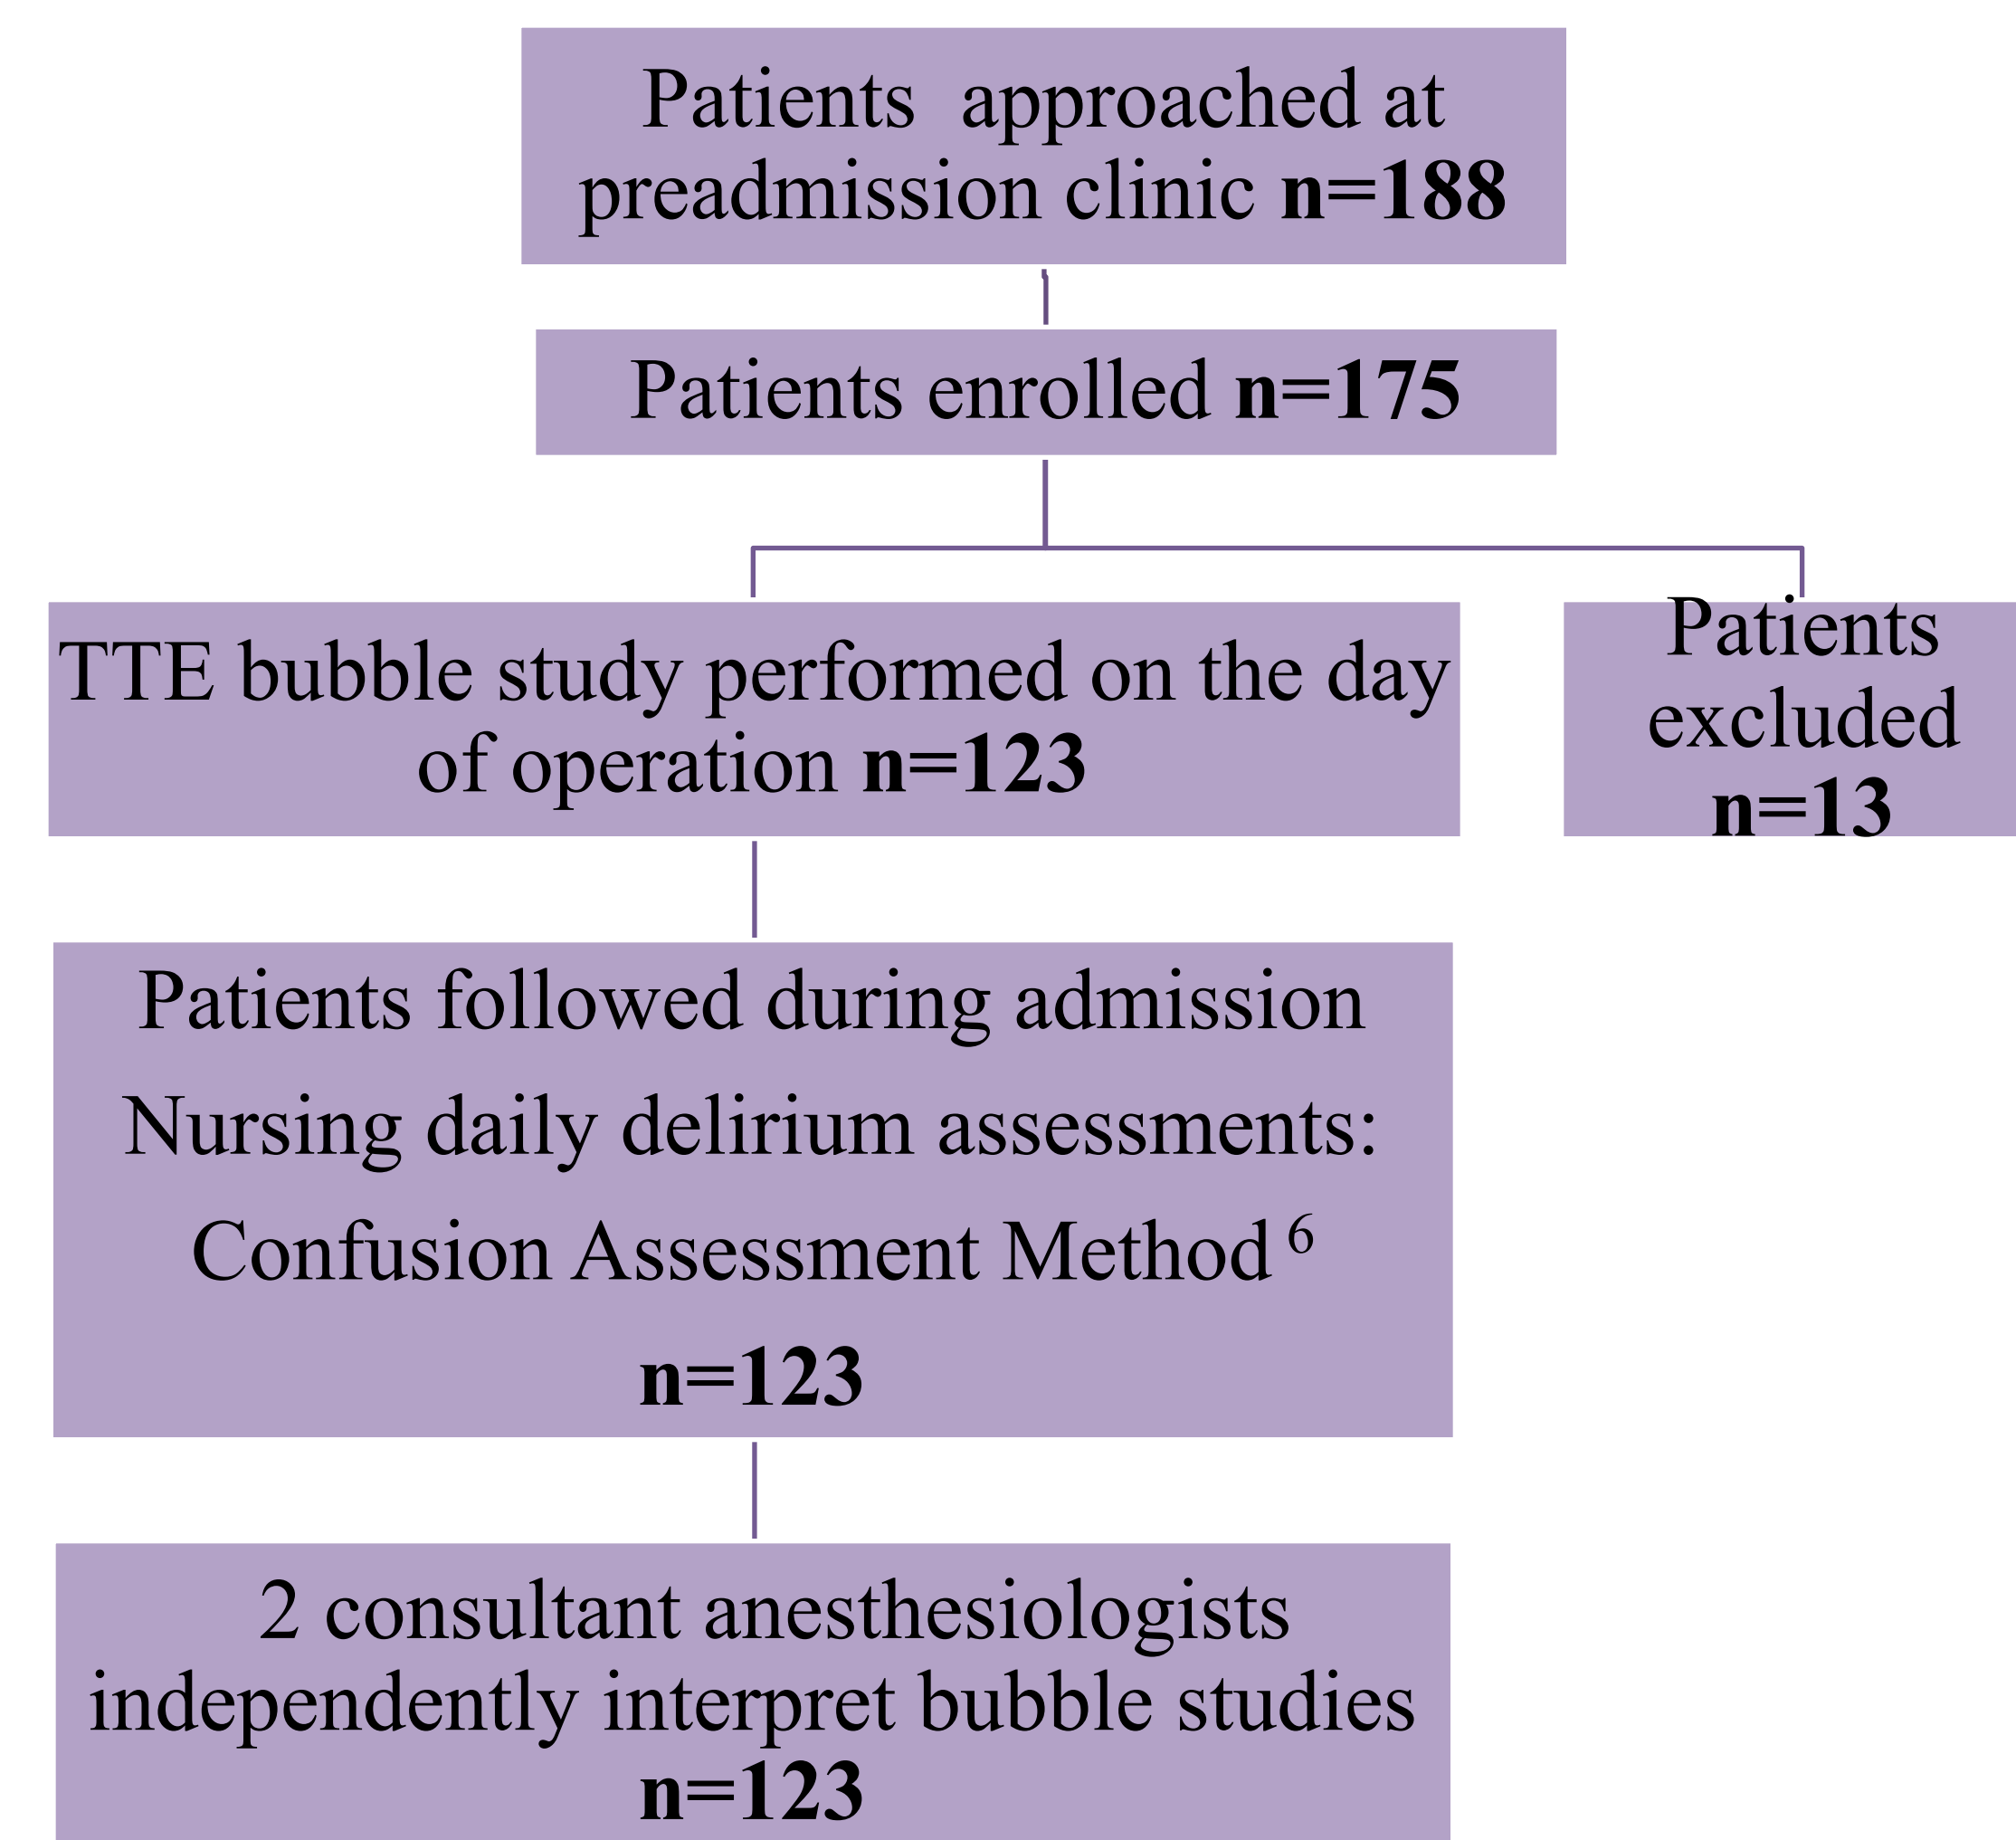 Patients approached at
preadmission clinic n=188
Patients enrolled n=175
TTE bubble study performed on the day
of operation n=123
Patients
excluded
n=13
Patients followed during admission
Nursing daily delirium assessments:
Confusion Assessment Method 6
n=123
2 consultant anesthesiologists
independently interpret bubble studies
n=123